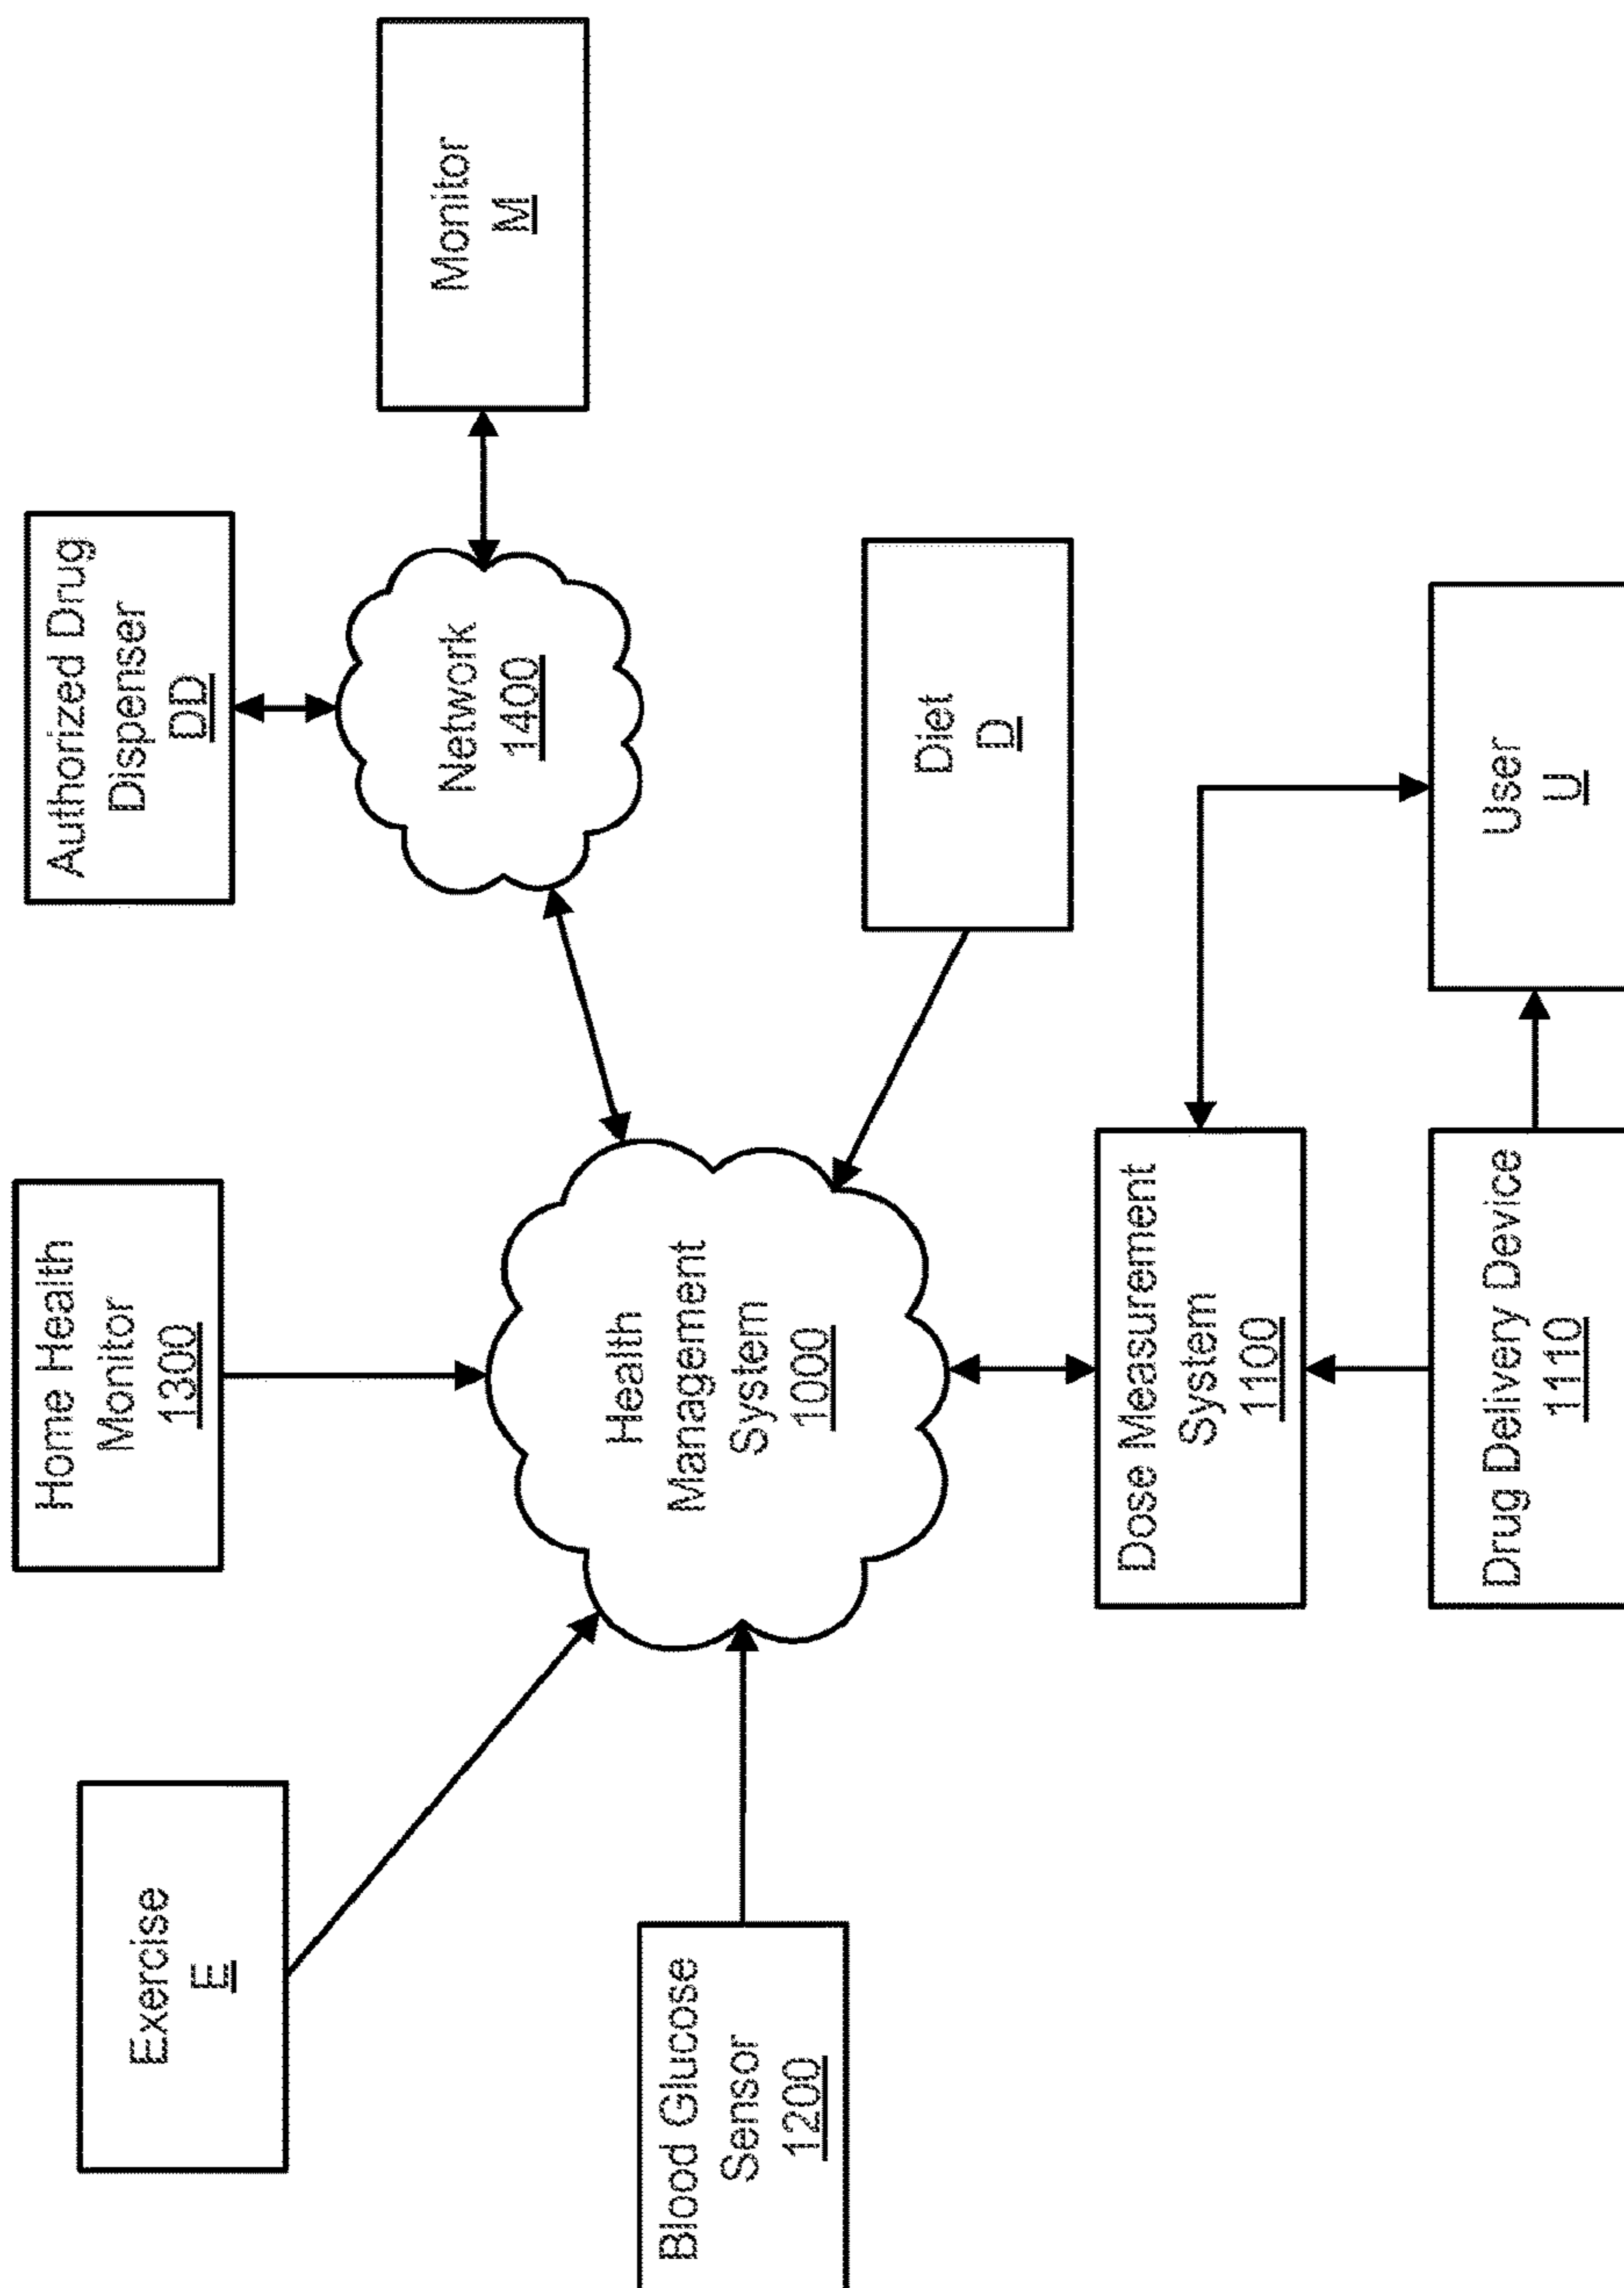 Exercise
E
Home Health
Monitor
1300
Authorized Drug
Dispenser
DD
Blood Glucose
Sensor
1200
Health
Management
System
1000
Network
1400
Monitor
M
Diet
D
Dose Measurement
System
1100
Drug Delivery Device
1110
User
U